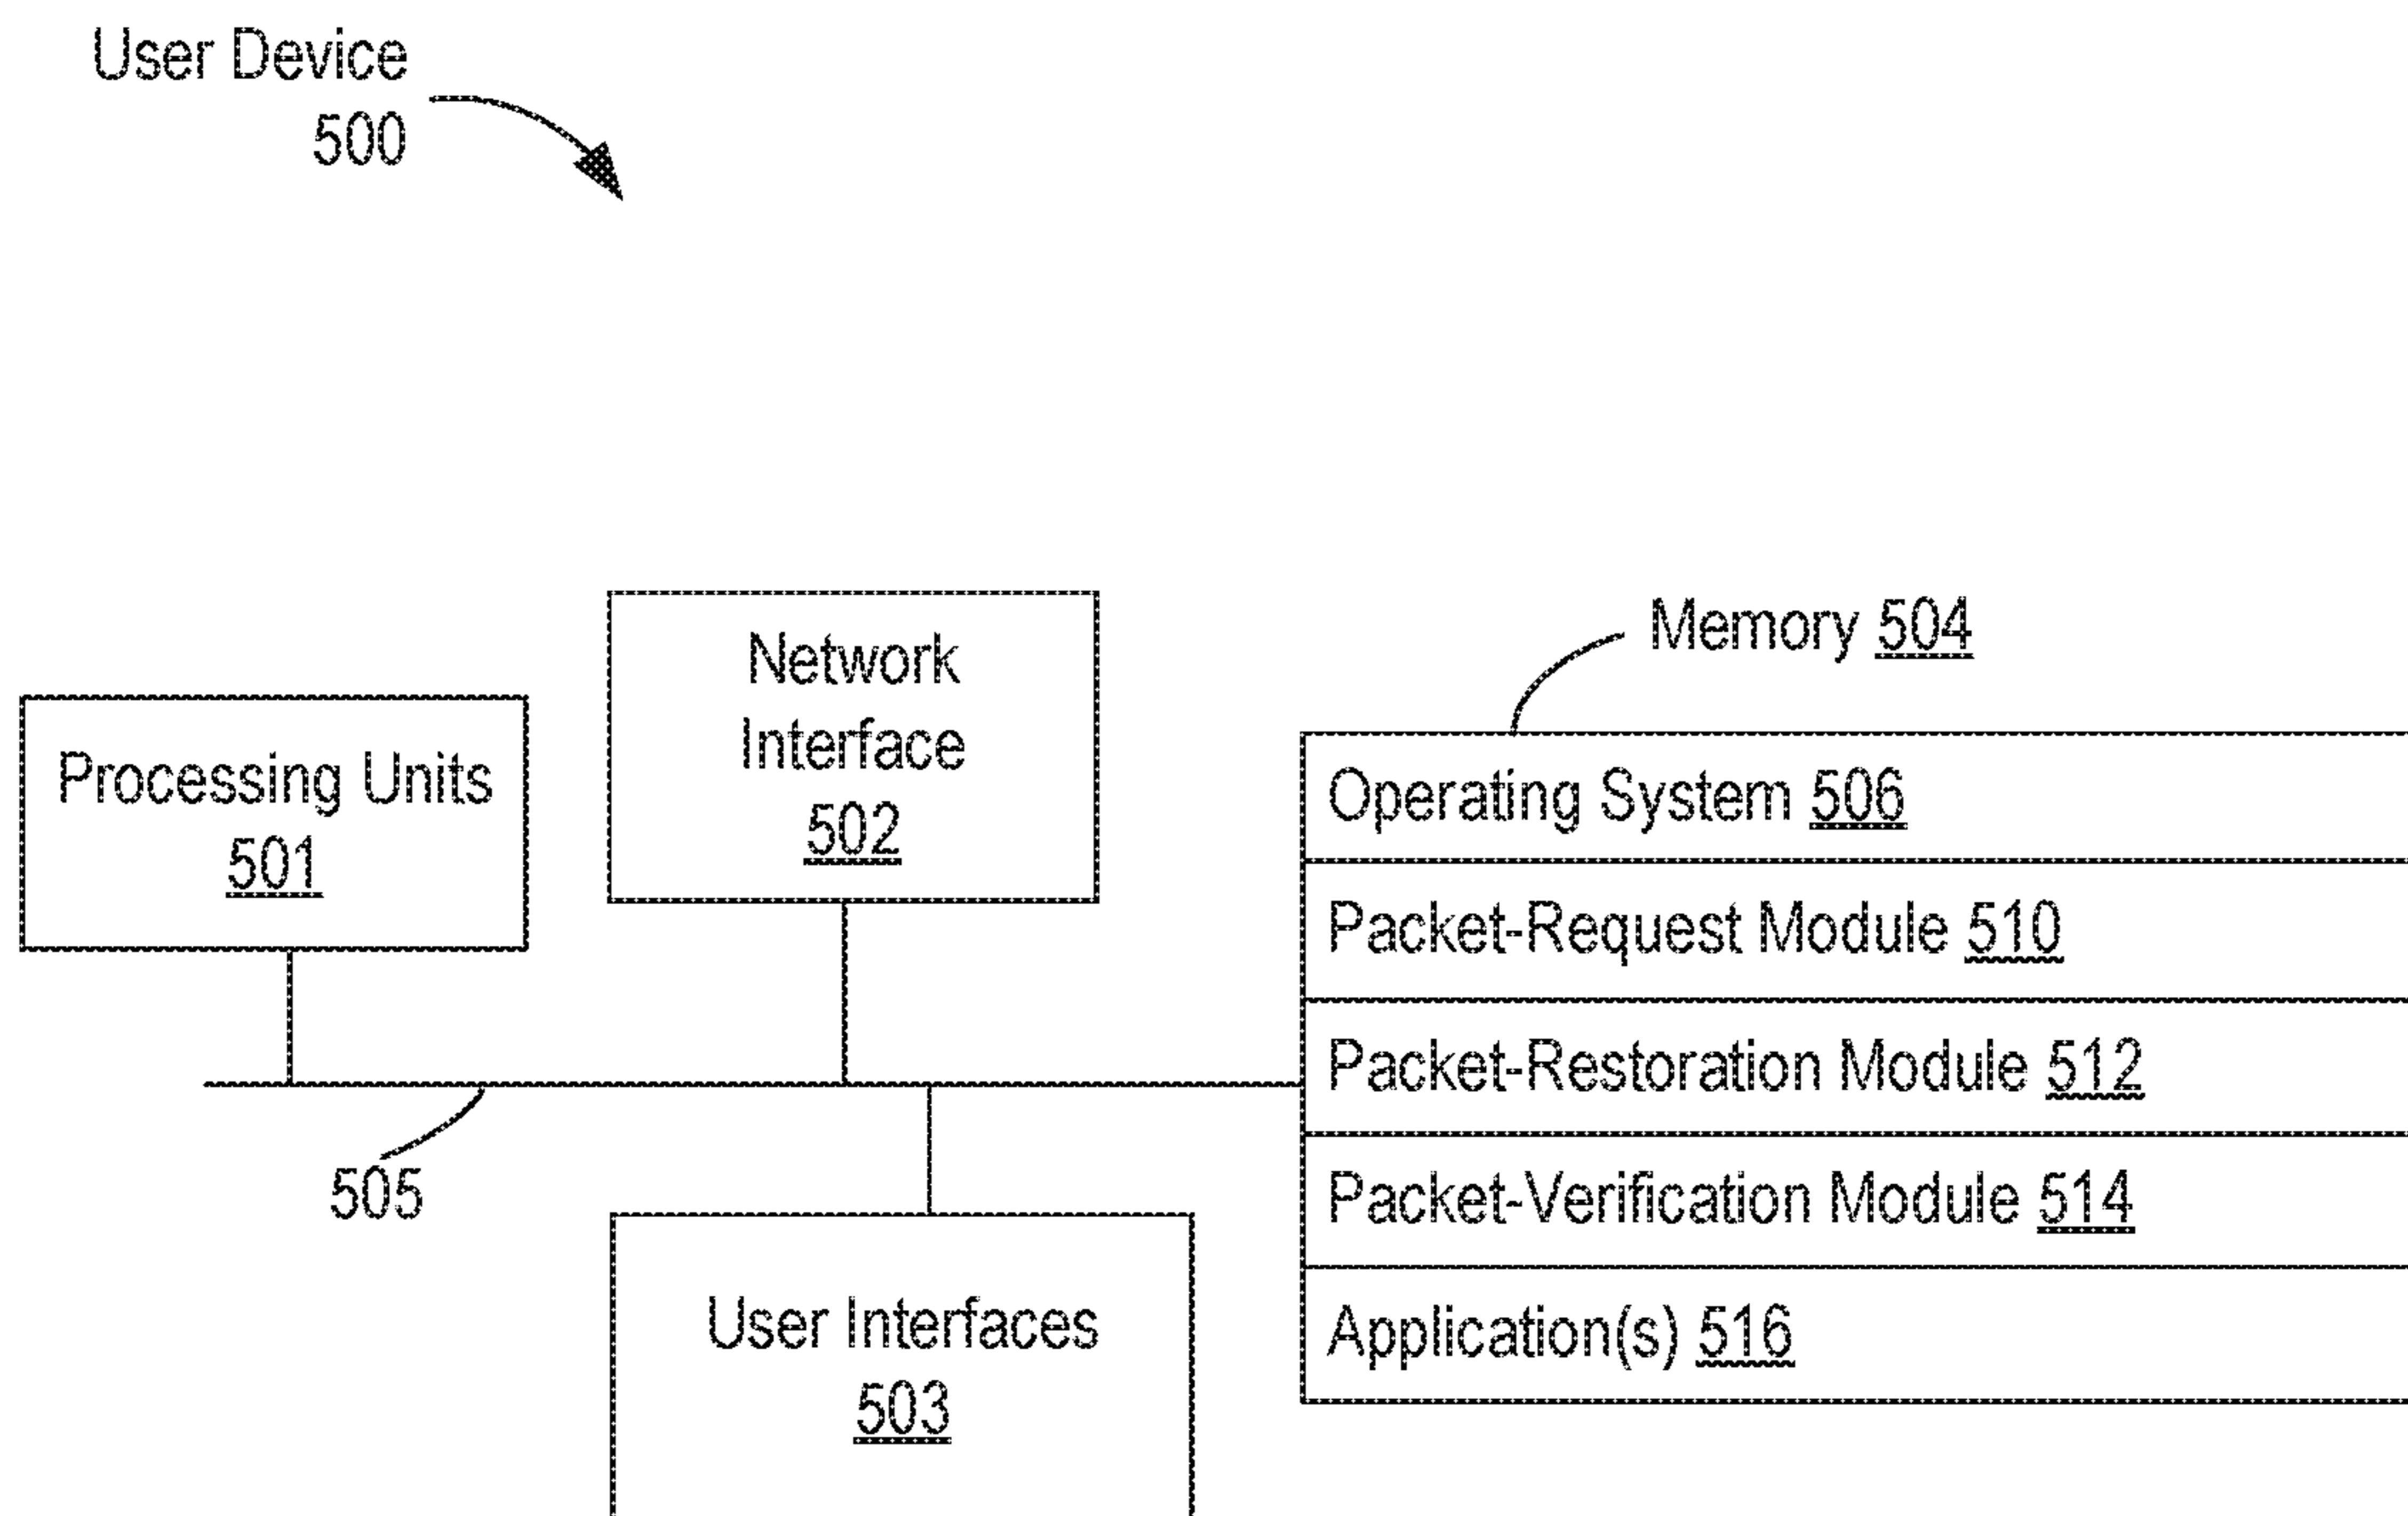 User Device
500
Network
Interface
502
Memory 504
Processing Units
501
Operating System 506
Packet-Request Module 510
Packet-Restoration Module 512
Packet-Verification Module 514
Application(s) 516
505
User Interfaces
503